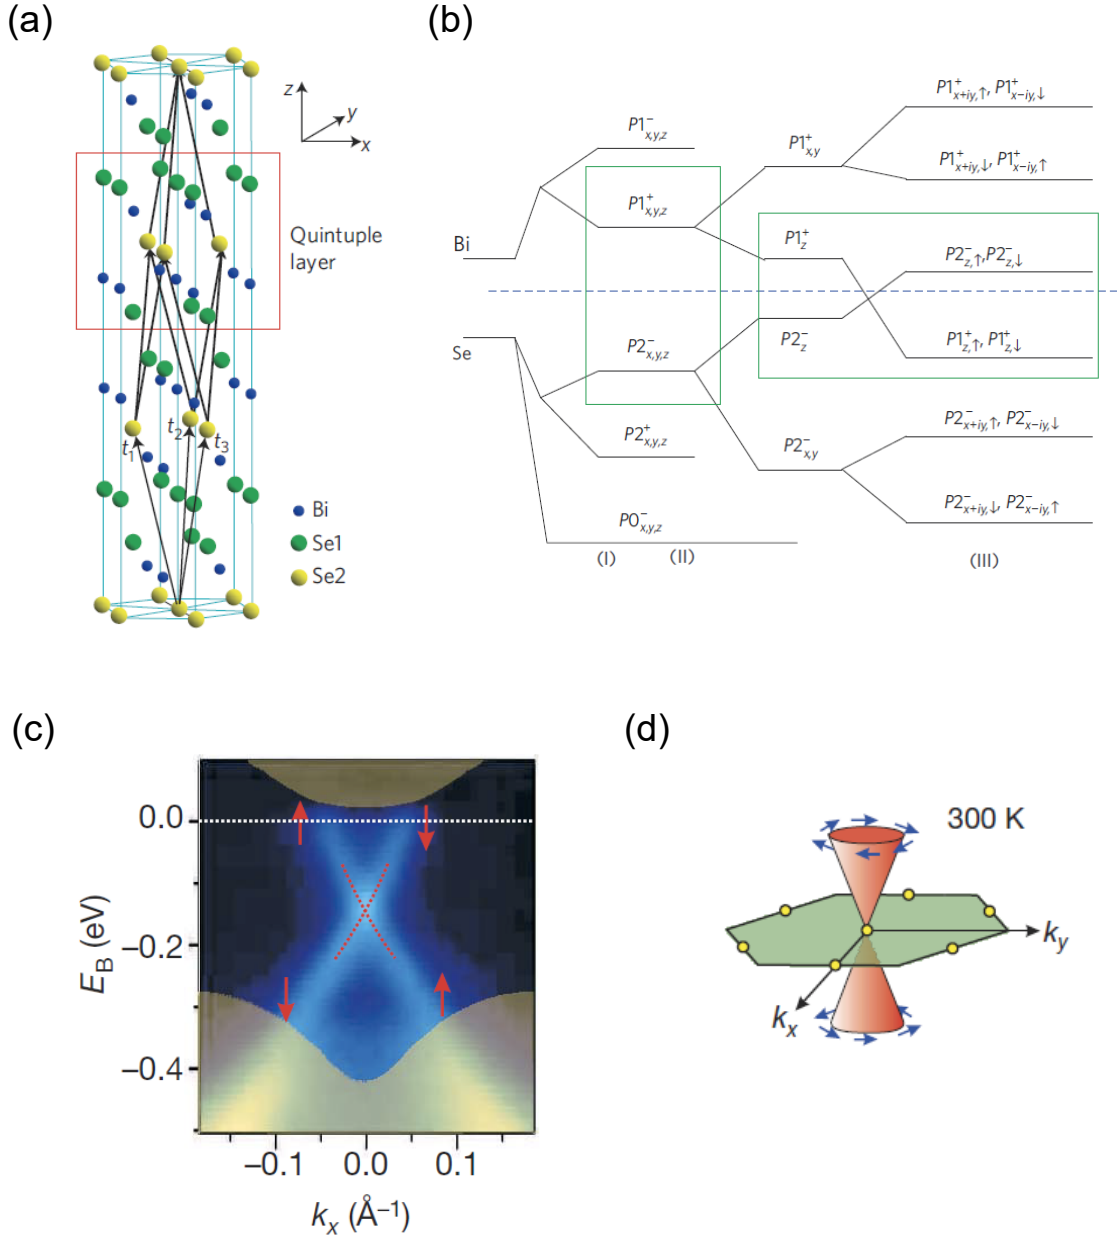 (a)
z
y
x
Quintuple
layer
t₁
t₂
t₃
Bi
Se1
Se2
(b)
Bi
Se
P1⁻x,y,z
P1⁺x,y,z
P2⁻x,y,z
P2⁺x,y,z
P0⁻x,y,z
P1⁺x,y
P1⁺z
P2⁻z
P2⁻x,y
P1⁺x+iy,↑, P1⁺x−iy,↓
P1⁺x+iy,↓, P1⁺x−iy,↑
P2⁻z,↑,P2⁻z,↓
P1⁺z,↑, P1⁺z,↓
P2⁻x+iy,↑, P2⁻x−iy,↓
P2⁻x+iy,↓, P2⁻x−iy,↑
(I) (II) (III)
(c)
E_B (eV)
0.0
−0.2
−0.4
−0.1 0.0 0.1
kₓ (Å⁻¹)
(d)
300 K
k_y
kₓ